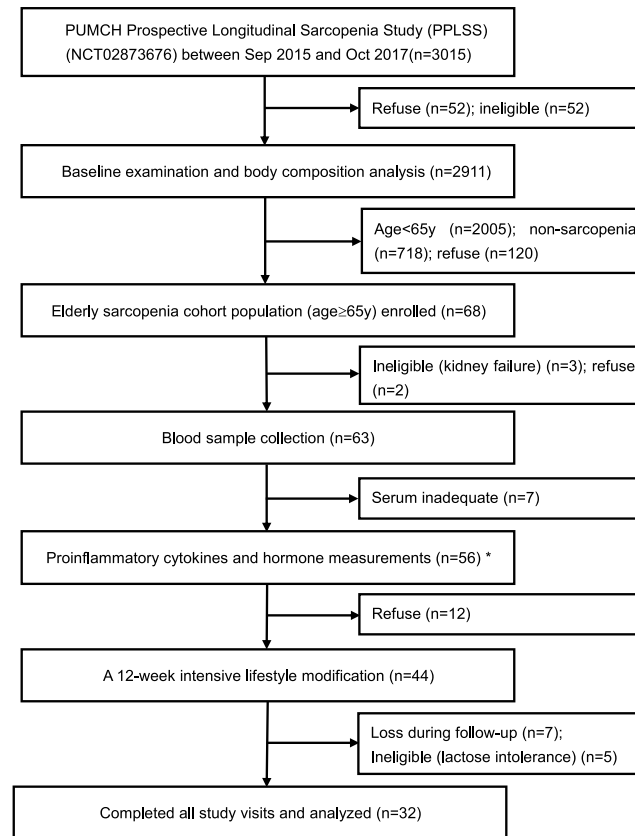 PUMCH Prospective Longitudinal Sarcopenia Study (PPLSS)
(NCT02873676) between Sep 2015 and Oct 2017(n=3015)
Refuse (n=52); ineligible (n=52)
Baseline examination and body composition analysis (n=2911)
Age<65y (n=2005); non-sarcopenia
(n=718); refuse (n=120)
Elderly sarcopenia cohort population (age≥65y) enrolled (n=68)
Ineligible (kidney failure) (n=3); refuse
(n=2)
Blood sample collection (n=63)
Serum inadequate (n=7)
Proinflammatory cytokines and hormone measurements (n=56) *
Refuse (n=12)
A 12-week intensive lifestyle modification (n=44)
Loss during follow-up (n=7);
Ineligible (lactose intolerance) (n=5)
Completed all study visits and analyzed (n=32)